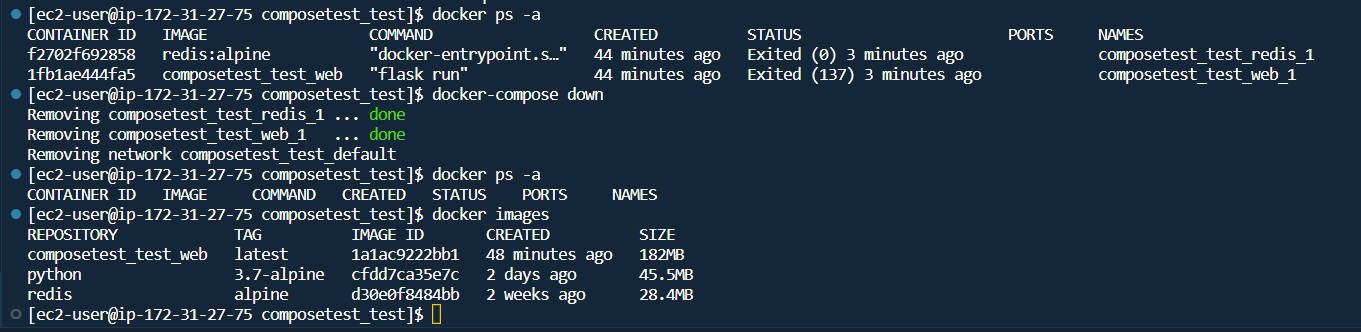 [ec2-user@ip-172-31-27-75 composetest_test]$ docker ps -a
CONTAINER ID   IMAGE                  COMMAND                  CREATED          STATUS                       PORTS     NAMES
f2702f692858   redis:alpine           "docker-entrypoint.s…"   44 minutes ago   Exited (0) 3 minutes ago               composetest_test_redis_1
1fb1ae444fa5   composetest_test_web   "flask run"              44 minutes ago   Exited (137) 3 minutes ago             composetest_test_web_1
[ec2-user@ip-172-31-27-75 composetest_test]$ docker-compose down
Removing composetest_test_redis_1 ... done
Removing composetest_test_web_1   ... done
Removing network composetest_test_default
[ec2-user@ip-172-31-27-75 composetest_test]$ docker ps -a
CONTAINER ID   IMAGE     COMMAND   CREATED   STATUS    PORTS     NAMES
[ec2-user@ip-172-31-27-75 composetest_test]$ docker images
REPOSITORY             TAG          IMAGE ID       CREATED          SIZE
composetest_test_web   latest       1a1ac9222bb1   48 minutes ago   182MB
python                 3.7-alpine   cfdd7ca35e7c   2 days ago       45.5MB
redis                  alpine       d30e0f8484bb   2 weeks ago      28.4MB
[ec2-user@ip-172-31-27-75 composetest_test]$